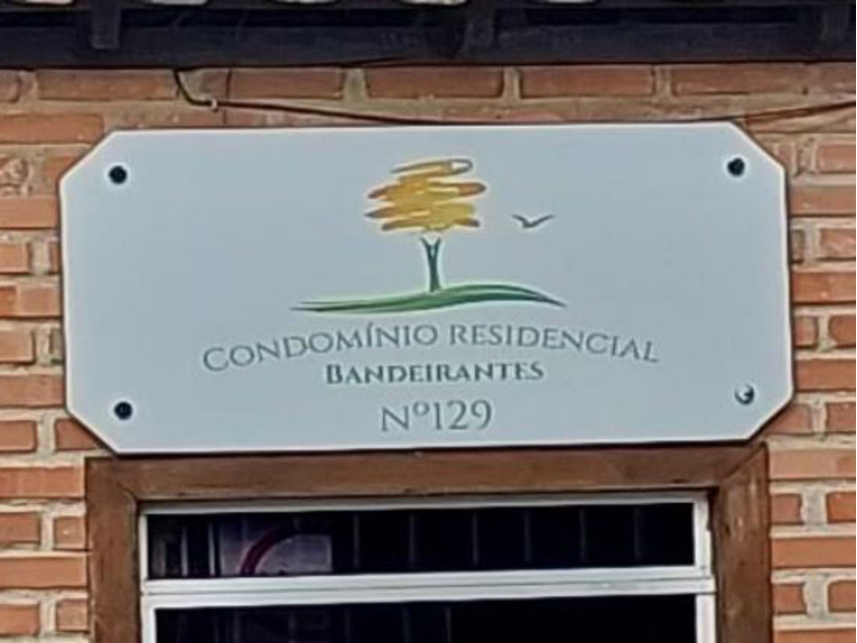 CONDOMÍNIO RESIDENCIAL
BANDEIRANTES
Nº129